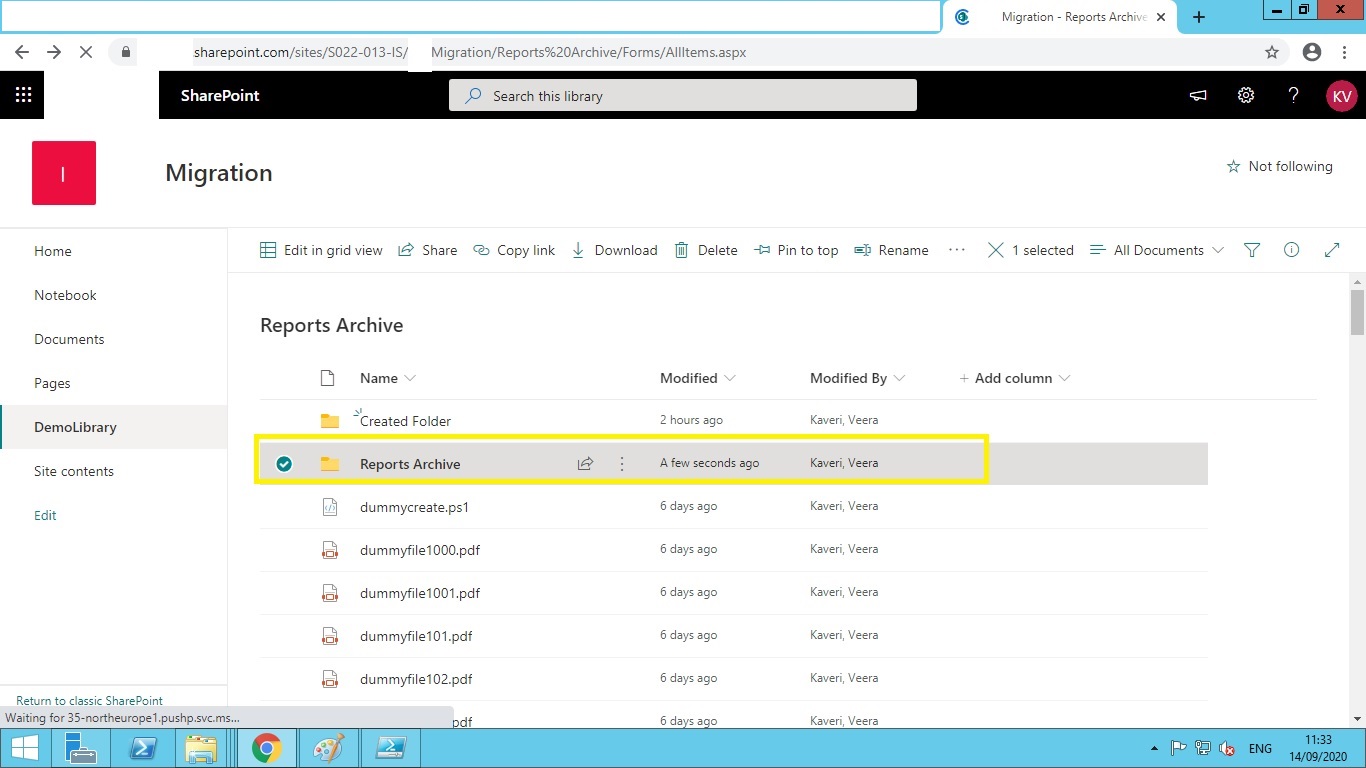 Migration - Reports Archive
sharepoint.com/sites/S022-013-IS/ Migration/Reports%20Archive/Forms/AllItems.aspx
SharePoint
Search this library
?
KV
I
Migration
Not following
Home
Notebook
Documents
Pages
DemoLibrary
Site contents
Edit
Edit in grid view Share Copy link Download Delete Pin to top Rename ··· 1 selected All Documents
Reports Archive
Name Modified Modified By + Add column
Created Folder 2 hours ago Kaveri, Veera
Reports Archive A few seconds ago Kaveri, Veera
dummycreate.ps1 6 days ago Kaveri, Veera
dummyfile1000.pdf 6 days ago Kaveri, Veera
dummyfile1001.pdf 6 days ago Kaveri, Veera
dummyfile101.pdf 6 days ago Kaveri, Veera
dummyfile102.pdf 6 days ago Kaveri, Veera
pdf 6 days ago Kaveri, Veera
Return to classic SharePoint
Waiting for 35-northeurope1.pushp.svc.ms...
ENG
11:33
14/09/2020